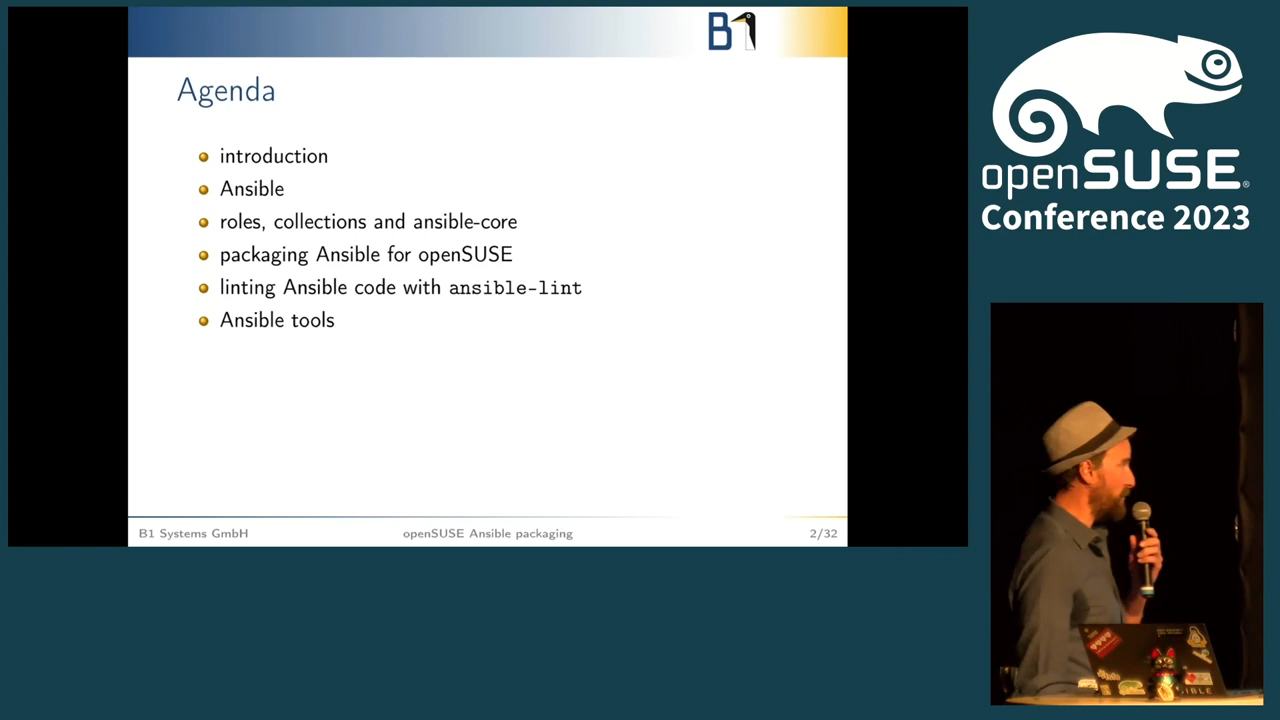 B1
Agenda
introduction
Ansible
roles, collections and ansible-core
packaging Ansible for openSUSE
linting Ansible code with ansible-lint
Ansible tools
B1 Systems GmbH
openSUSE Ansible packaging
2/32
openSUSE®
Conference 2023